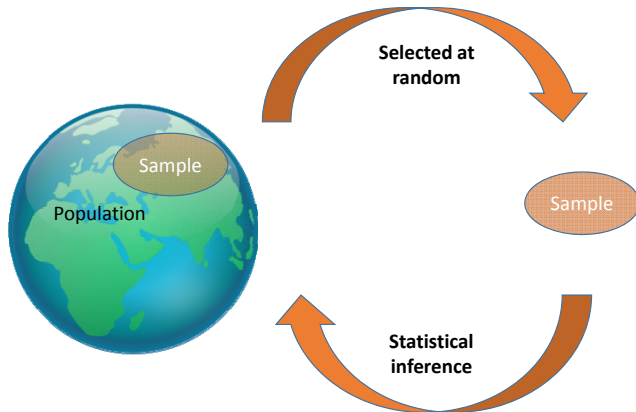 Selected at
random
Sample
Population
Sample
Statistical
inference